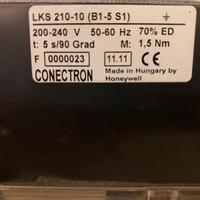 LKS 210-10 (B1-5 S1)
200-240 V 50-60 Hz 70% ED
t: 5 s/90 Grad M: 1,5 Nm
F 0000023 11.11 CE Made in Hungary by
CONECTRON Honeywell